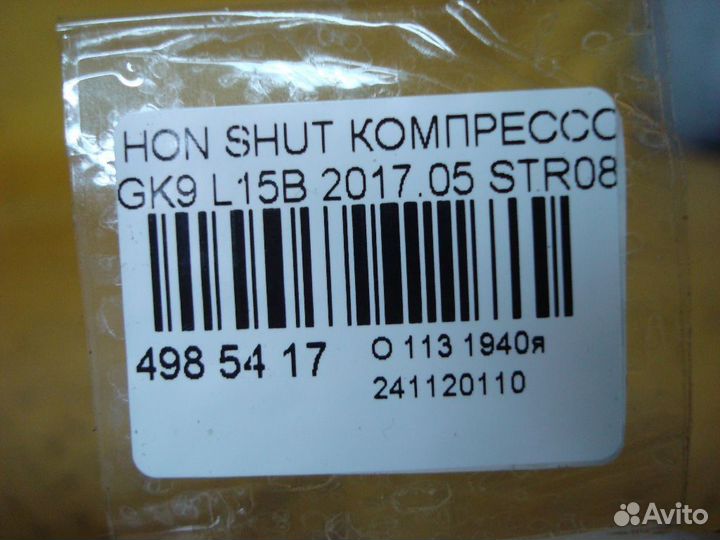 HON SHUT КОМПРЕССО
GK9 L15B 2017.05 STR08
498 54 17
О 113 1940я
241120110
Avito